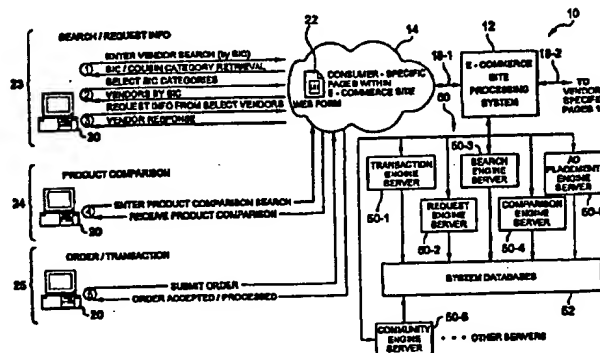 SEARCH / REQUEST INFO
22
14
12
10
23
ENTER VENDOR SEARCH (by SIC)
1
SIC / COUSIN CATEGORY RETRIEVAL
SELECT SIC CATEGORIES
2
VENDORS BY SIC
REQUEST INFO FROM SELECT VENDORS
3
VENDOR RESPONSE
20
CONSUMER - SPECIFIC
PAGES WITHIN
E - COMMERCE SITE
WEB FORM
18-1
E - COMMERCE
SITE
PROCESSING
SYSTEM
18-2
TO
VENDOR
SPECIFIC
PRODUCT COMPARISON
24
4
ENTER PRODUCT COMPARISON SEARCH
RECEIVE PRODUCT COMPARISON
20
TRANSACTION
ENGINE
SERVER
50-1
REQUEST
ENGINE
SERVER
50-2
50-3
SEARCH
ENGINE
SERVER
COMPARISON
ENGINE
SERVER
50-4
PLACEMENT
ENGINE
SERVER
ORDER / TRANSACTION
25
SUBMIT ORDER
5
ORDER ACCEPTED / PROCESSED
20
SYSTEM DATABASES
52
COMMUNITY
ENGINE
SERVER
• • • OTHER SERVERS